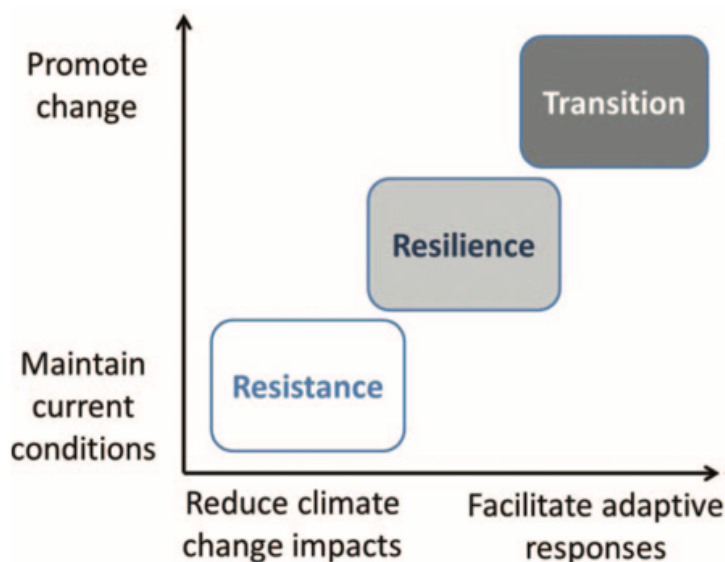 Promote
change
Transition
Resilience
Maintain
current
conditions
Resistance
Reduce climate
change impacts
Facilitate adaptive
responses